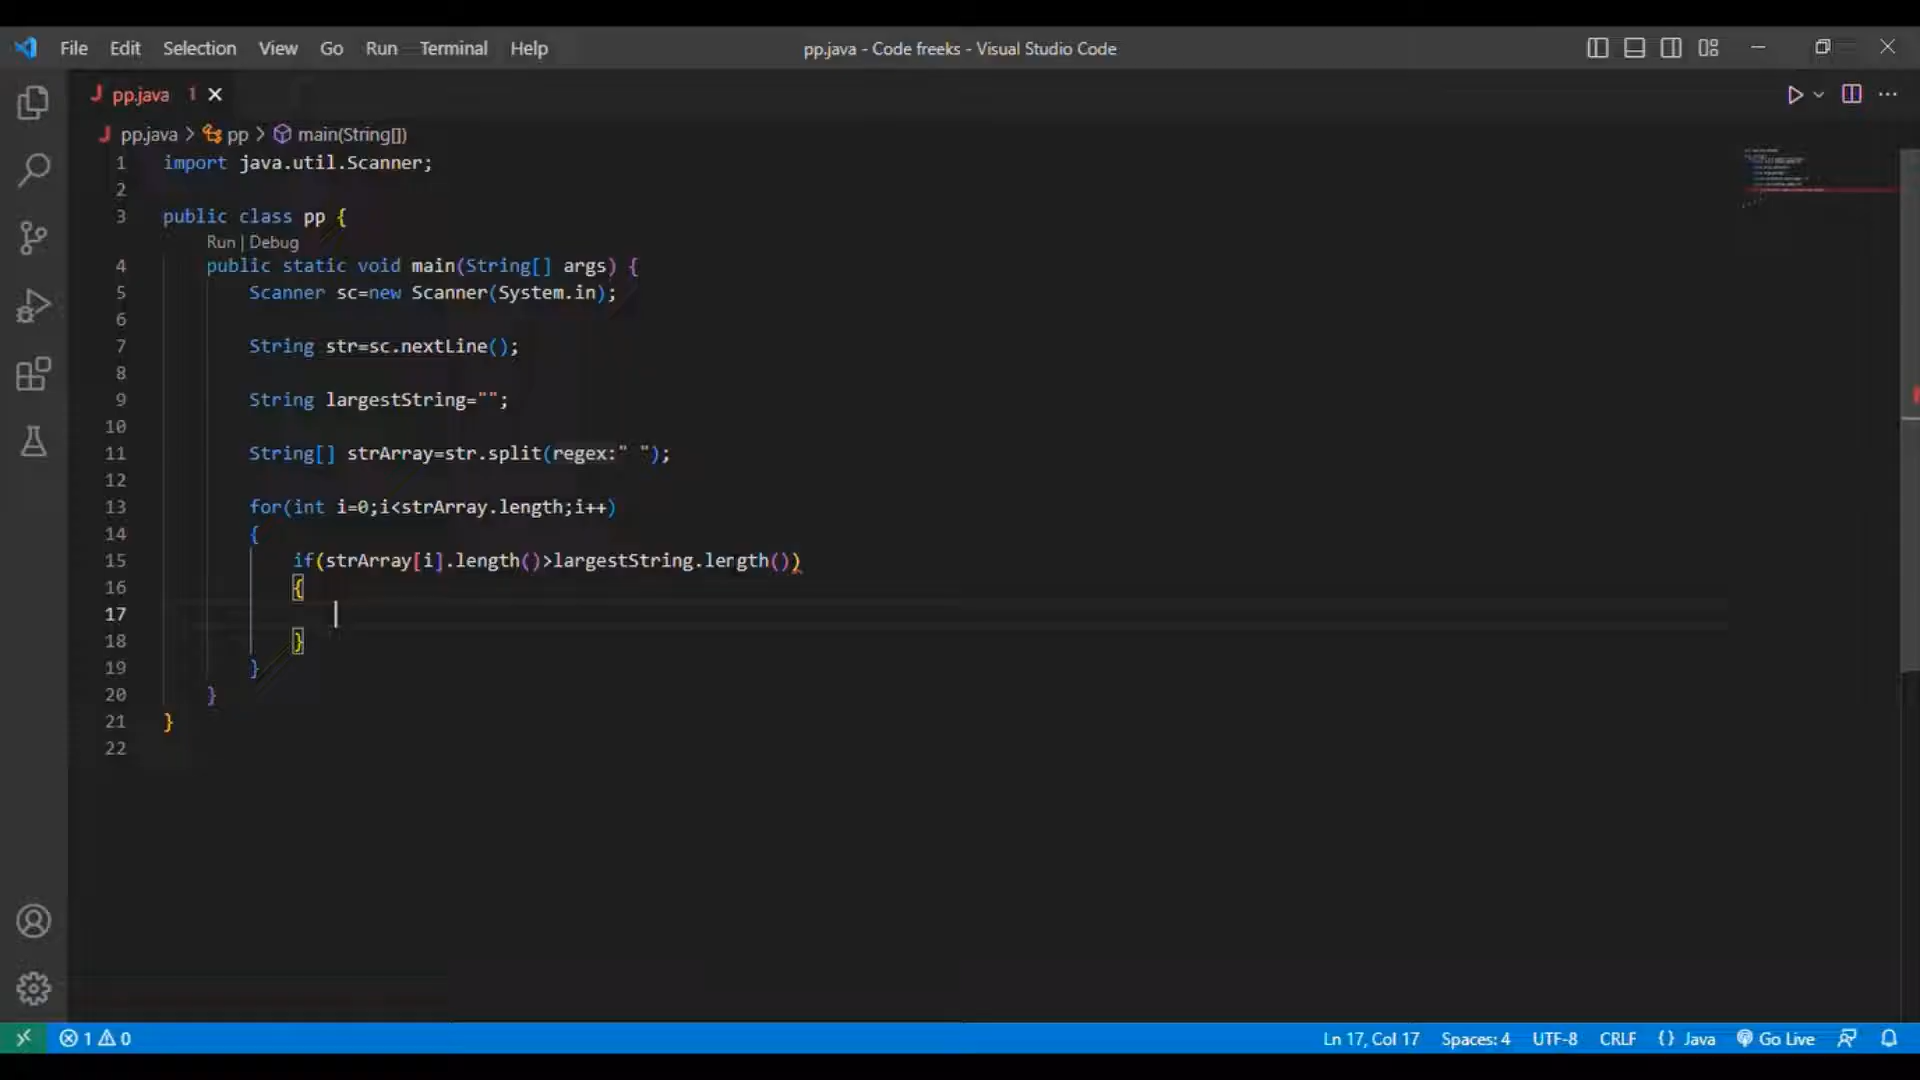 File Edit Selection View Go Run Terminal Help pp.java - Code freeks - Visual Studio Code
pp.java 1
pp.java > pp > main(String[])
1 import java.util.Scanner;
2
3 public class pp {
Run | Debug
4 public static void main(String[] args) {
5 Scanner sc=new Scanner(System.in);
6
7 String str=sc.nextLine();
8
9 String largestString="";
10
11 String[] strArray=str.split(regex:" ");
12
13 for(int i=0;i<strArray.length;i++)
14 {
15 if(strArray[i].length()>largestString.length())
16 {
17
18 }
19 }
20 }
21 }
22
1 0 Ln 17, Col 17 Spaces: 4 UTF-8 CRLF {} Java Go Live